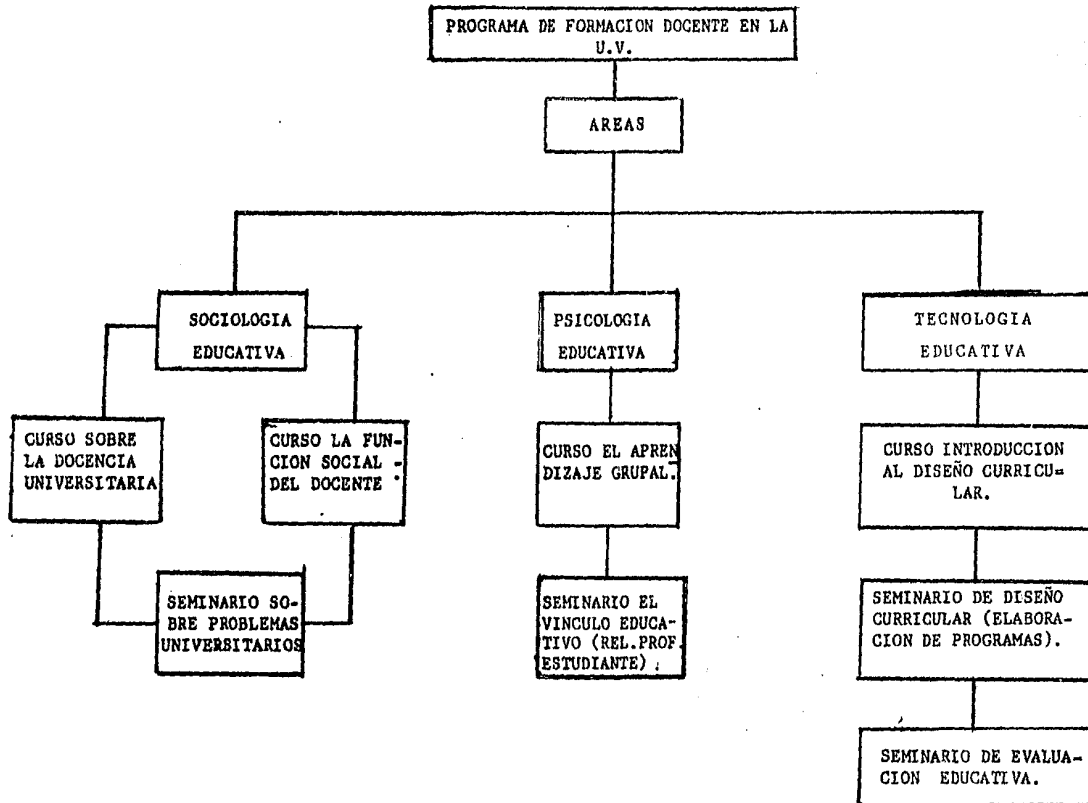 PROGRAMA DE FORMACION DOCENTE EN LA
U.V.
AREAS
SOCIOLOGIA
EDUCATIVA
PSICOLOGIA
EDUCATIVA
TECNOLOGIA
EDUCATIVA
CURSO SOBRE
LA DOCENCIA
UNIVERSITARIA
CURSO LA FUN-
CION SOCIAL -
DEL DOCENTE
CURSO EL APREN
DIZAJE GRUPAL.
CURSO INTRODUCCION
AL DISEÑO CURRICU-
LAR.
SEMINARIO SO-
BRE PROBLEMAS
UNIVERSITARIOS
SEMINARIO EL
VINCULO EDUCA-
TIVO (REL.PROF.
ESTUDIANTE).
SEMINARIO DE DISEÑO
CURRICULAR (ELABORA-
CION DE PROGRAMAS).
SEMINARIO DE EVALUA-
CION EDUCATIVA.